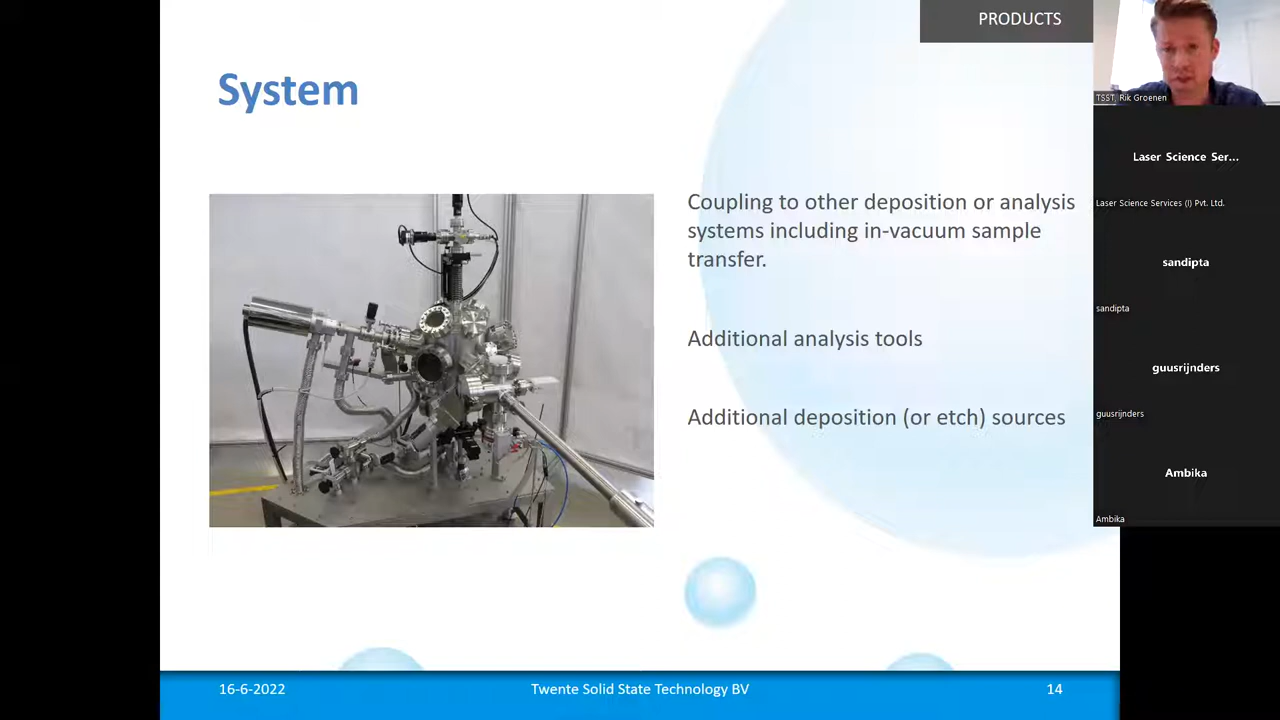 PRODUCTS
System
Coupling to other deposition or analysis
systems including in-vacuum sample
transfer.
Additional analysis tools
Additional deposition (or etch) sources
16-6-2022
Twente Solid State Technology BV
14
TSST, Rik Groenen
Laser Science Ser...
Laser Science Services (I) Pvt. Ltd.
sandipta
sandipta
guusrijnders
guusrijnders
Ambika
Ambika